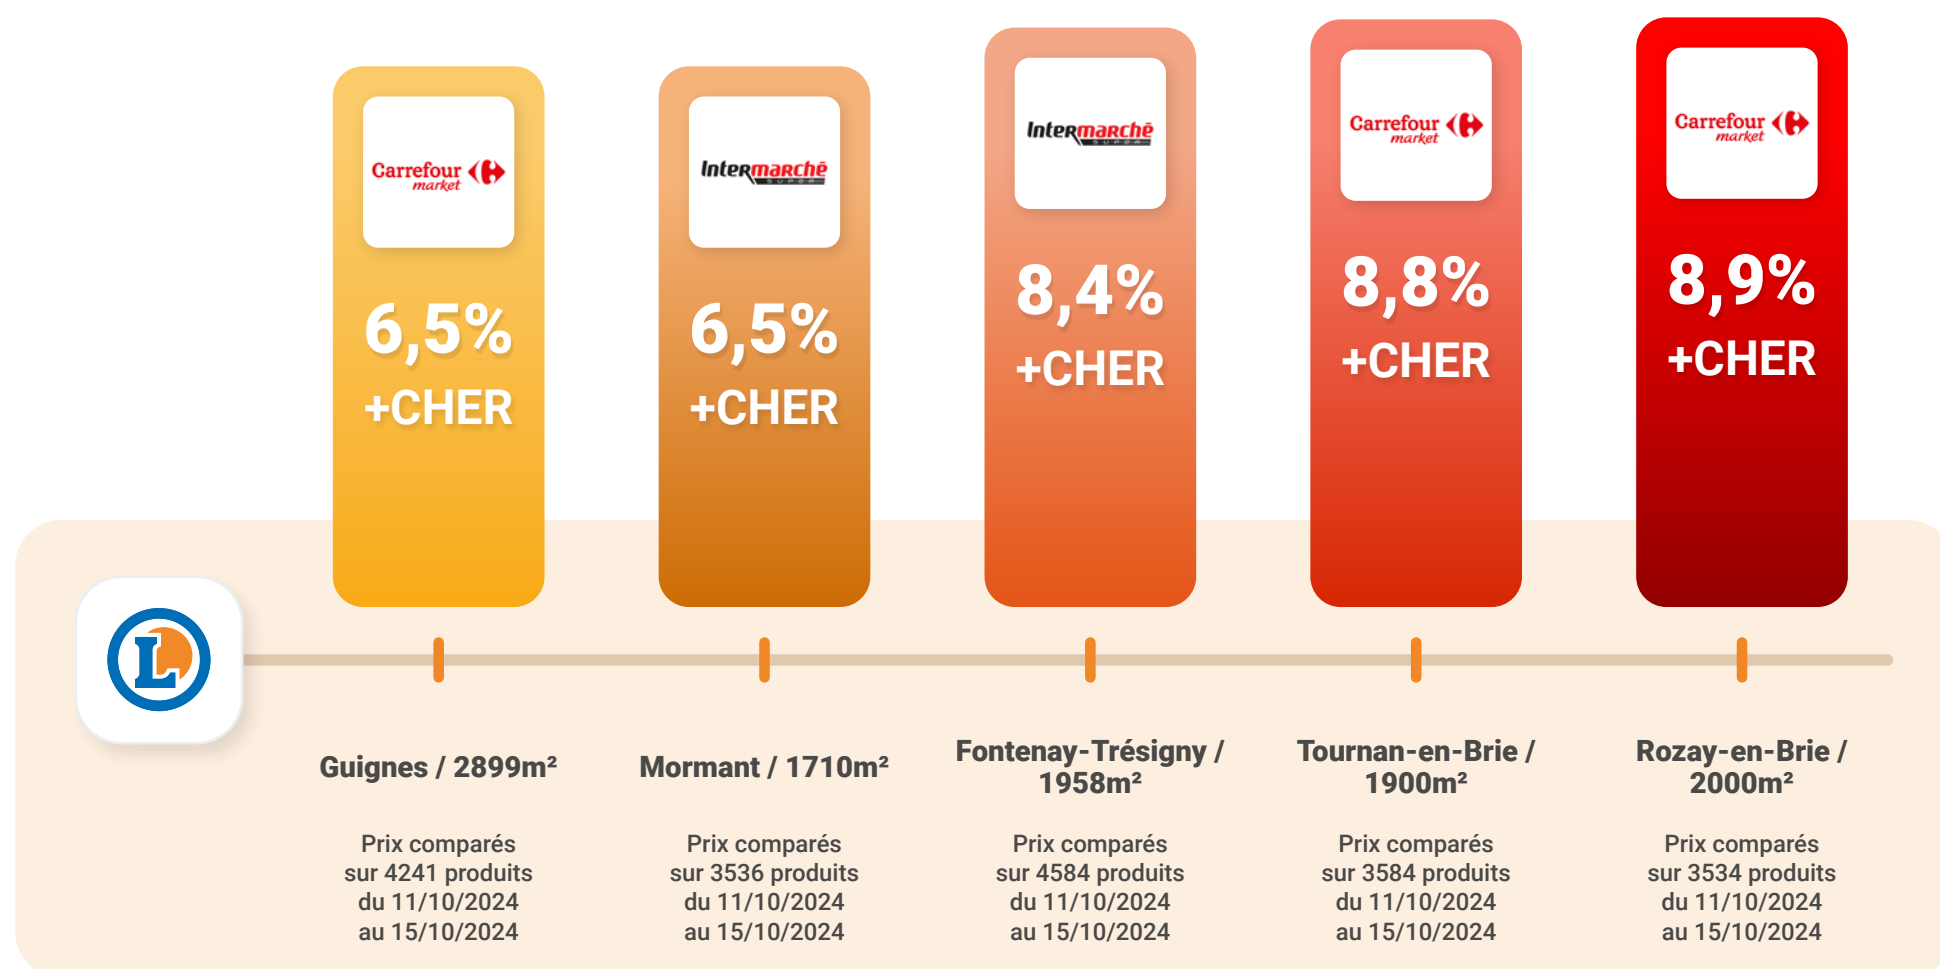 Carrefour
market
6,5%
+CHER
Intermarché
SUPER
6,5%
+CHER
Intermarché
SUPER
8,4%
+CHER
Carrefour
market
8,8%
+CHER
Carrefour
market
8,9%
+CHER
L
Guignes / 2899m²
Prix comparés
sur 4241 produits
du 11/10/2024
au 15/10/2024
Mormant / 1710m²
Prix comparés
sur 3536 produits
du 11/10/2024
au 15/10/2024
Fontenay-Trésigny /
1958m²
Prix comparés
sur 4584 produits
du 11/10/2024
au 15/10/2024
Tournan-en-Brie /
1900m²
Prix comparés
sur 3584 produits
du 11/10/2024
au 15/10/2024
Rozay-en-Brie /
2000m²
Prix comparés
sur 3534 produits
du 11/10/2024
au 15/10/2024